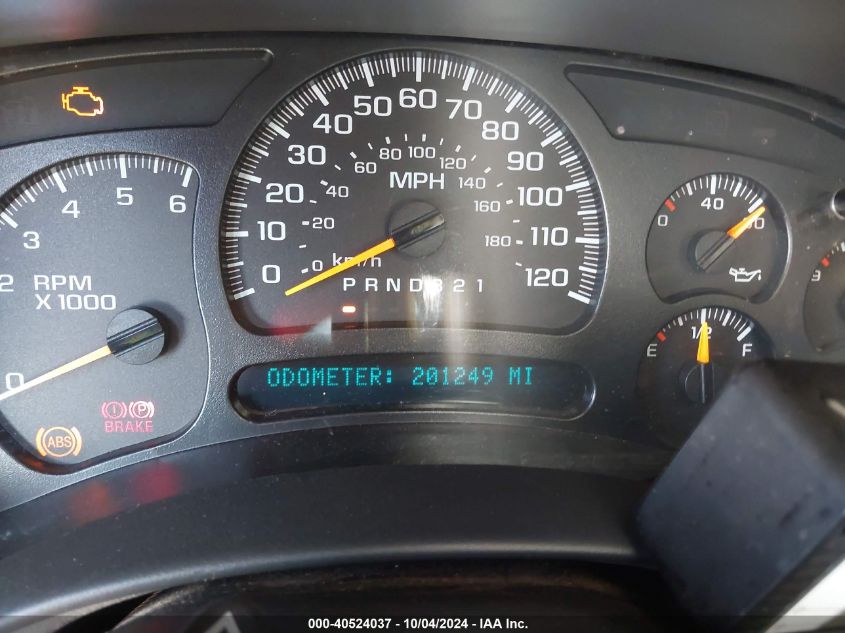 60
50 70
40 80
80 100 120
60 140
30 90
MPH
20 40 160 100
10 20 180 110
0 0 km/h 120
P R N D 3 2 1
ODOMETER: 201249 MI
2 3 4 5 6
RPM
X 1000
0
BRAKE
ABS
0 40 80
E 1/2 F
000-40524037 - 10/04/2024 - IAA Inc.